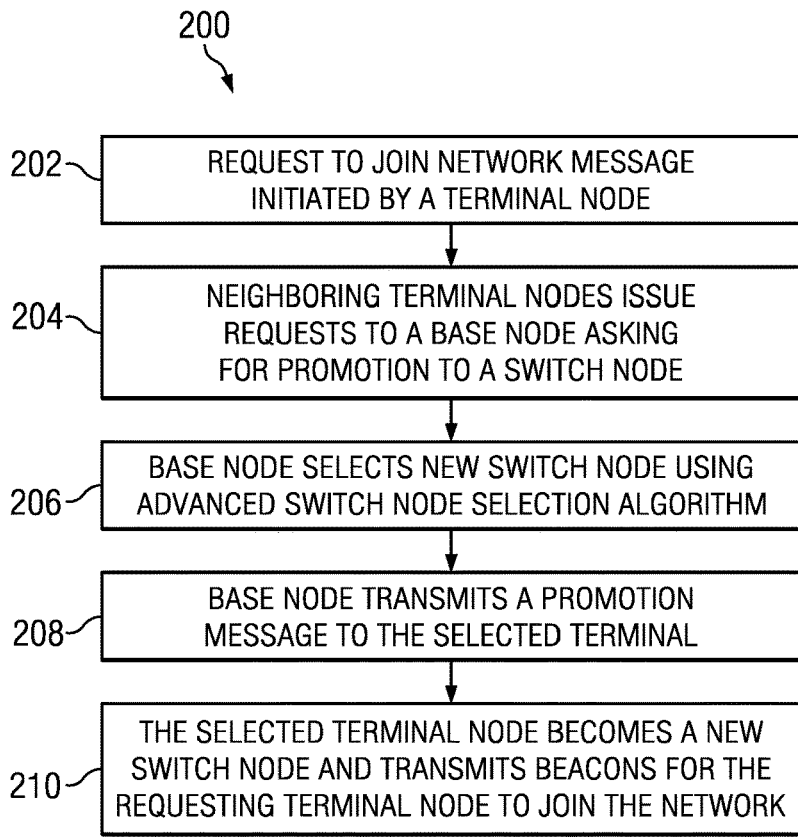 200
202
REQUEST TO JOIN NETWORK MESSAGE
INITIATED BY A TERMINAL NODE
204
NEIGHBORING TERMINAL NODES ISSUE
REQUESTS TO A BASE NODE ASKING
FOR PROMOTION TO A SWITCH NODE
206
BASE NODE SELECTS NEW SWITCH NODE USING
ADVANCED SWITCH NODE SELECTION ALGORITHM
208
BASE NODE TRANSMITS A PROMOTION
MESSAGE TO THE SELECTED TERMINAL
210
THE SELECTED TERMINAL NODE BECOMES A NEW
SWITCH NODE AND TRANSMITS BEACONS FOR THE
REQUESTING TERMINAL NODE TO JOIN THE NETWORK